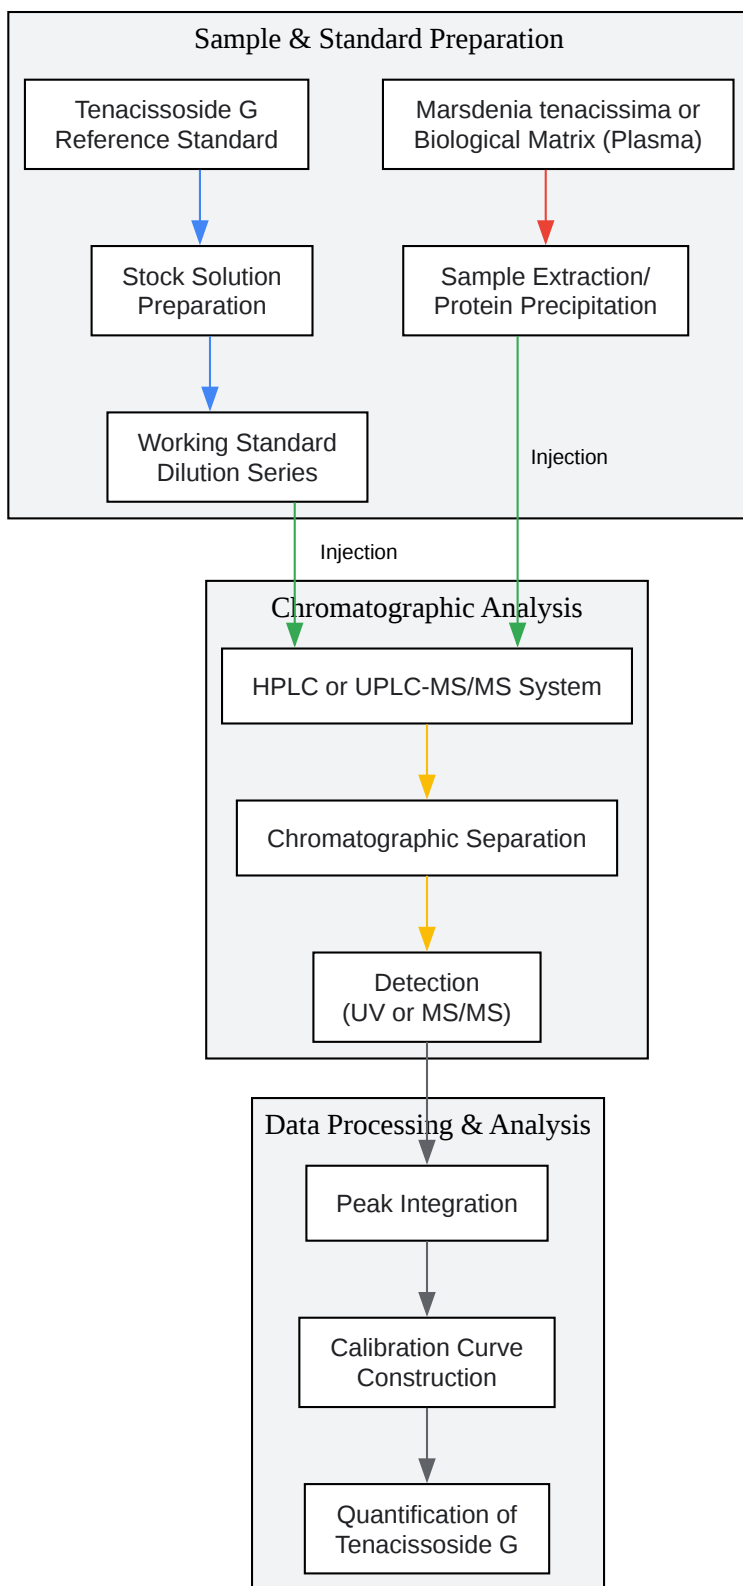 Sample & Standard Preparation
Tenacissoside G
Reference Standard
Marsdenia tenacissima or
Biological Matrix (Plasma)
Stock Solution
Preparation
Sample Extraction/
Protein Precipitation
Working Standard
Dilution Series
Injection
Injection
Chromatographic Analysis
HPLC or UPLC-MS/MS System
Chromatographic Separation
Detection
(UV or MS/MS)
Data Processing & Analysis
Peak Integration
Calibration Curve
Construction
Quantification of
Tenacissoside G